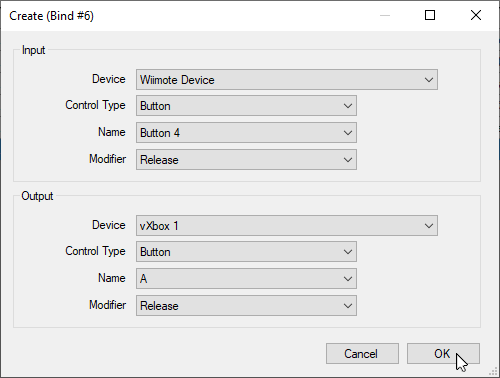 Create (Bind #6)
Input
Device Wiimote Device
Control Type Button
Name Button 4
Modifier Release
Output
Device vXbox 1
Control Type Button
Name A
Modifier Release
Cancel OK